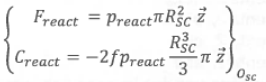 F_react = p_react π R_SC^2 z⃗
C_react = −2f p_react R_SC^3/3 π z⃗
O_sc